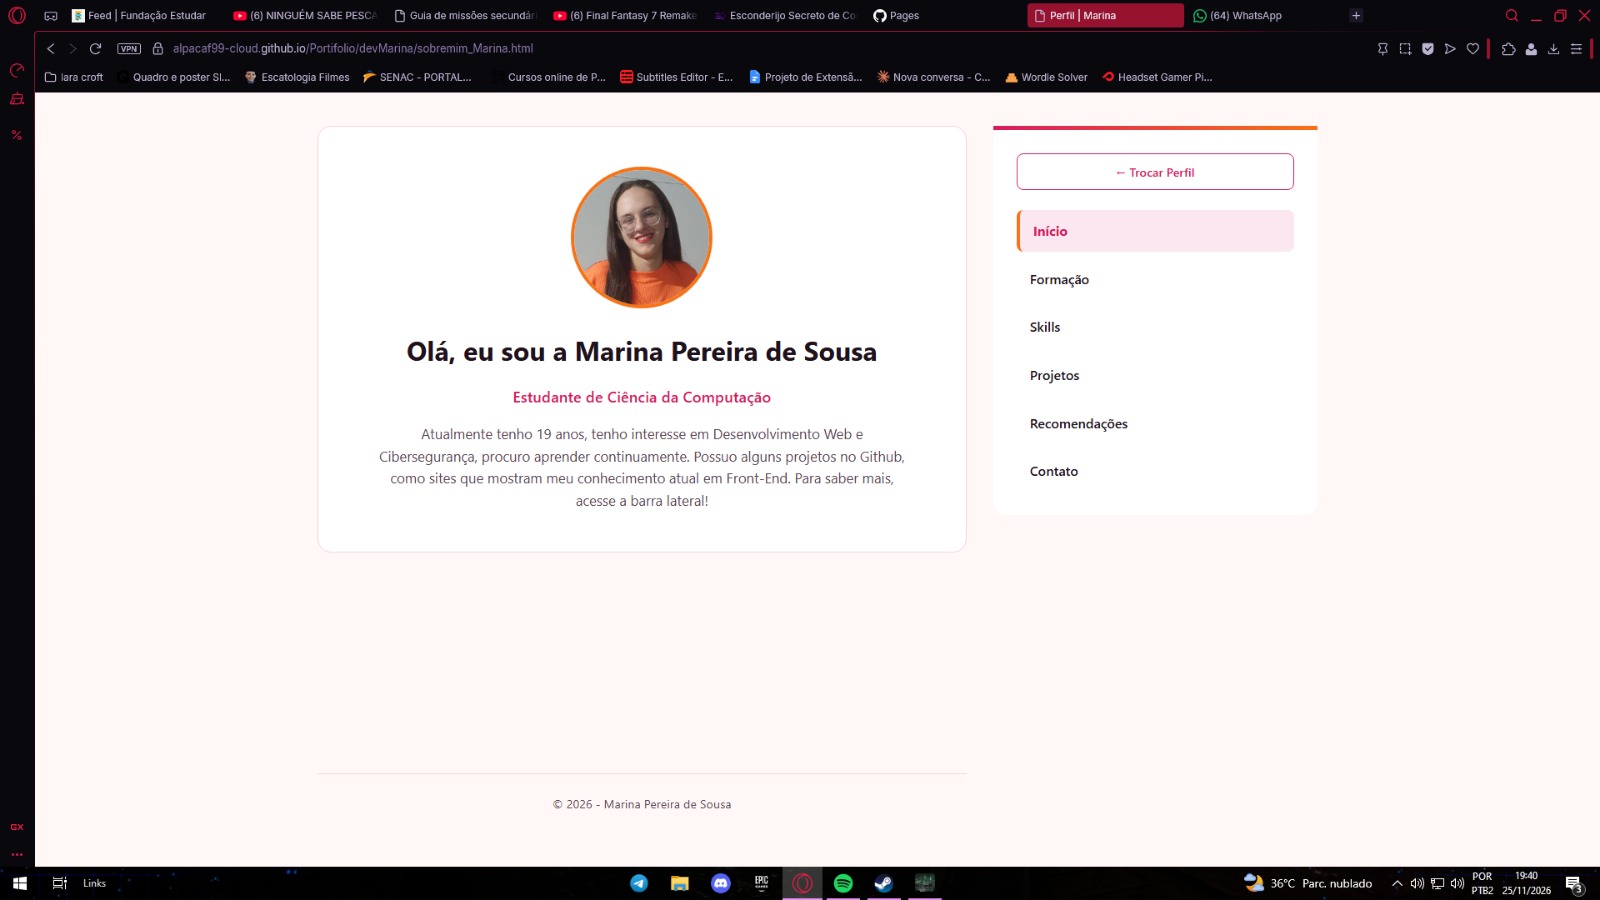 Feed | Fundação Estudar
(6) NINGUÉM SABE PESCA
Guia de missões secundári
(6) Final Fantasy 7 Remake
Esconderijo Secreto de Co
Pages
Perfil | Marina
(64) WhatsApp
VPN
alpacaf99-cloud.github.io/Portifolio/devMarina/sobremim_Marina.html
lara croft
Quadro e poster Sl...
Escatologia Filmes
SENAC - PORTAL...
Cursos online de P...
Subtitles Editor - E...
Projeto de Extensã...
Nova conversa - C...
Wordle Solver
Headset Gamer Pi...
Olá, eu sou a Marina Pereira de Sousa
Estudante de Ciência da Computação
Atualmente tenho 19 anos, tenho interesse em Desenvolvimento Web e
Cibersegurança, procuro aprender continuamente. Possuo alguns projetos no Github,
como sites que mostram meu conhecimento atual em Front-End. Para saber mais,
acesse a barra lateral!
← Trocar Perfil
Início
Formação
Skills
Projetos
Recomendações
Contato
© 2026 - Marina Pereira de Sousa
GX
Links
EPIC
GAMES
36°C Parc. nublado
POR
PTB2
19:40
25/11/2026
3